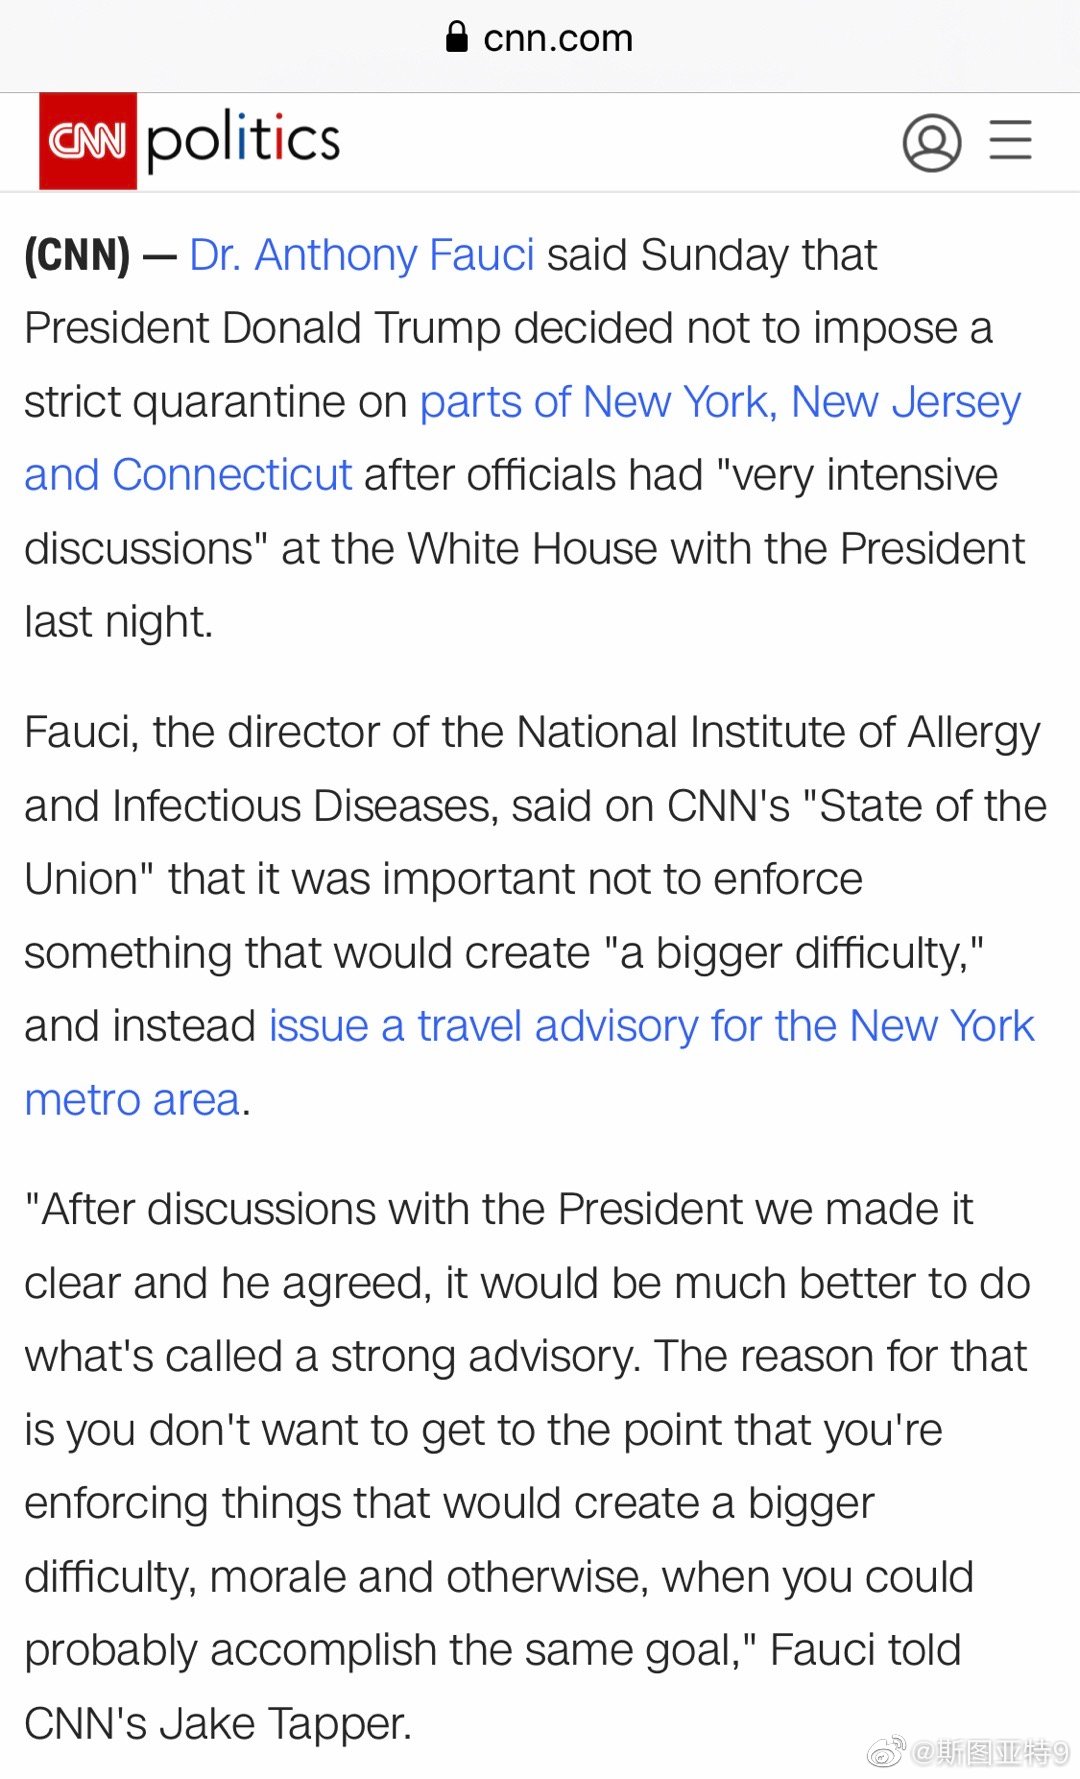 cnn.com
CNN politics
(CNN) — Dr. Anthony Fauci said Sunday that
President Donald Trump decided not to impose a
strict quarantine on parts of New York, New Jersey
and Connecticut after officials had "very intensive
discussions" at the White House with the President
last night.
Fauci, the director of the National Institute of Allergy
and Infectious Diseases, said on CNN's "State of the
Union" that it was important not to enforce
something that would create "a bigger difficulty,"
and instead issue a travel advisory for the New York
metro area.
"After discussions with the President we made it
clear and he agreed, it would be much better to do
what's called a strong advisory. The reason for that
is you don't want to get to the point that you're
enforcing things that would create a bigger
difficulty, morale and otherwise, when you could
probably accomplish the same goal," Fauci told
CNN's Jake Tapper.
@斯图亚特9